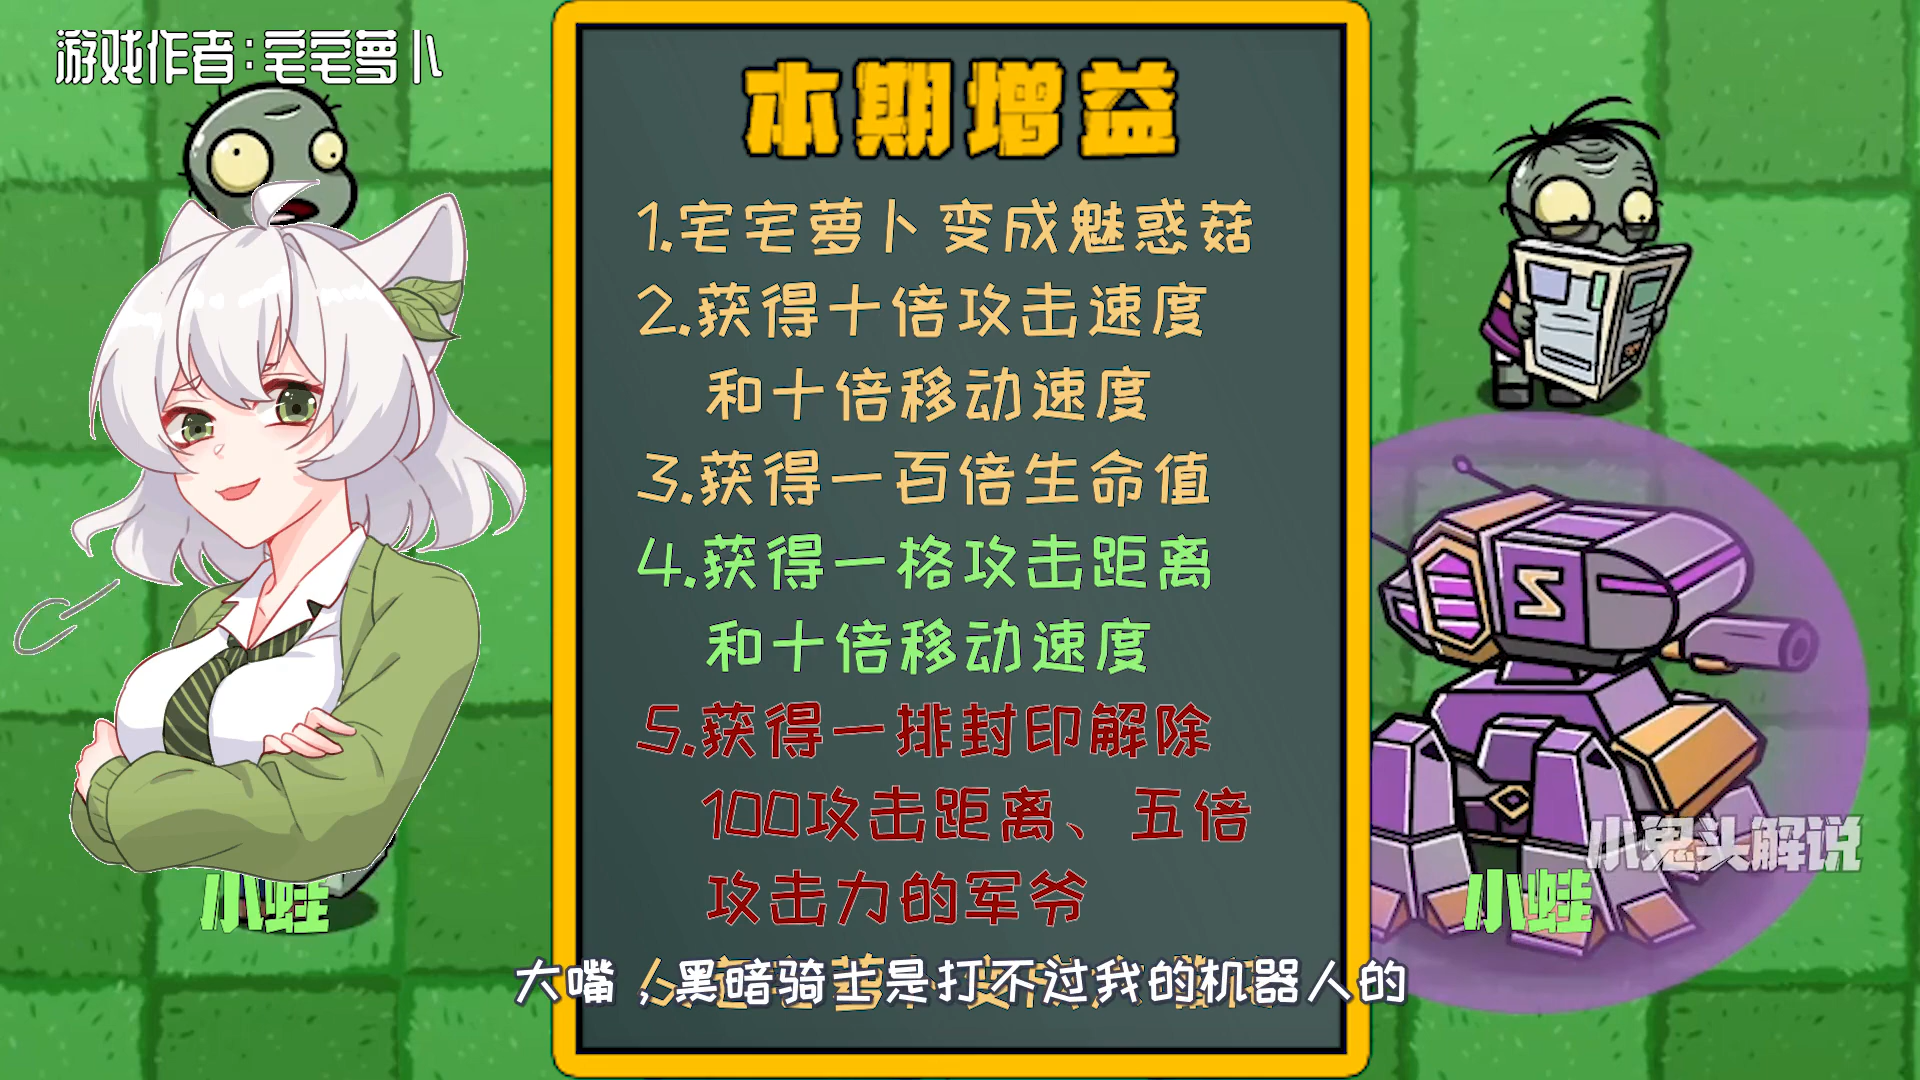 游戏作者:宅宅萝卜
本期增益
1.宅宅萝卜变成魅惑菇
2.获得十倍攻击速度
和十倍移动速度
3.获得一百倍生命值
4.获得一格攻击距离
和十倍移动速度
5.获得一排封印解除
100攻击距离、五倍
攻击力的军爷
小鬼头解说
小蛙
小蛙
大嘴,黑暗骑士是打不过我的机器人的